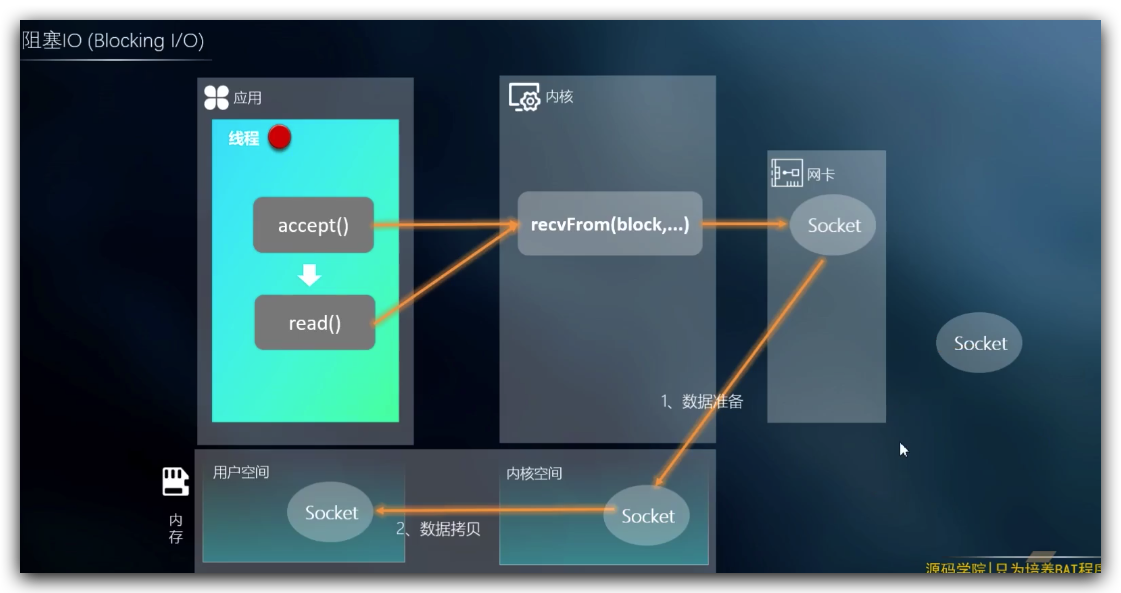 阻塞IO (Blocking I/O)
应用
内核
线程
网卡
accept()
recvFrom(block,...)
Socket
read()
Socket
1、数据准备
用户空间
内核空间
Socket
Socket
2、数据拷贝
内
存
源码学院|只为培养BAT程序